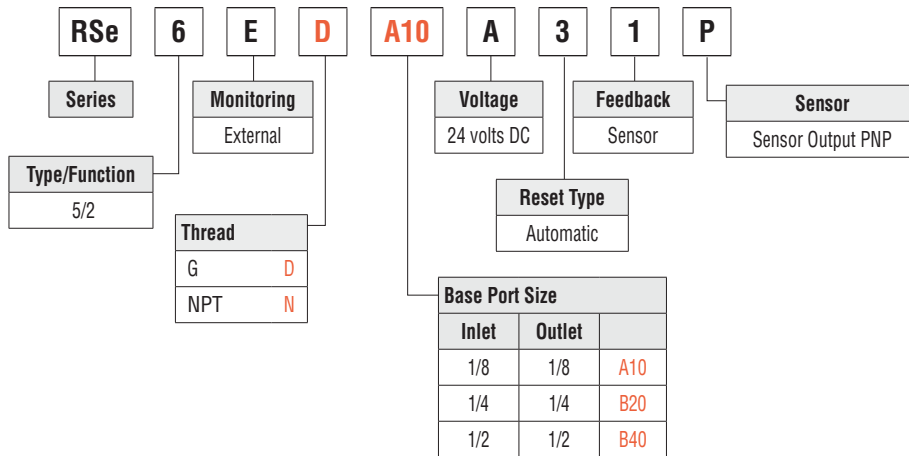 RSe 6 E D A10 A 3 1 P
Series
Monitoring
External
Voltage
24 volts DC
Feedback
Sensor
Sensor
Sensor Output PNP
Type/Function
5/2
Reset Type
Automatic
Thread
G D
NPT N
Base Port Size
Inlet Outlet
1/8 1/8 A10
1/4 1/4 B20
1/2 1/2 B40